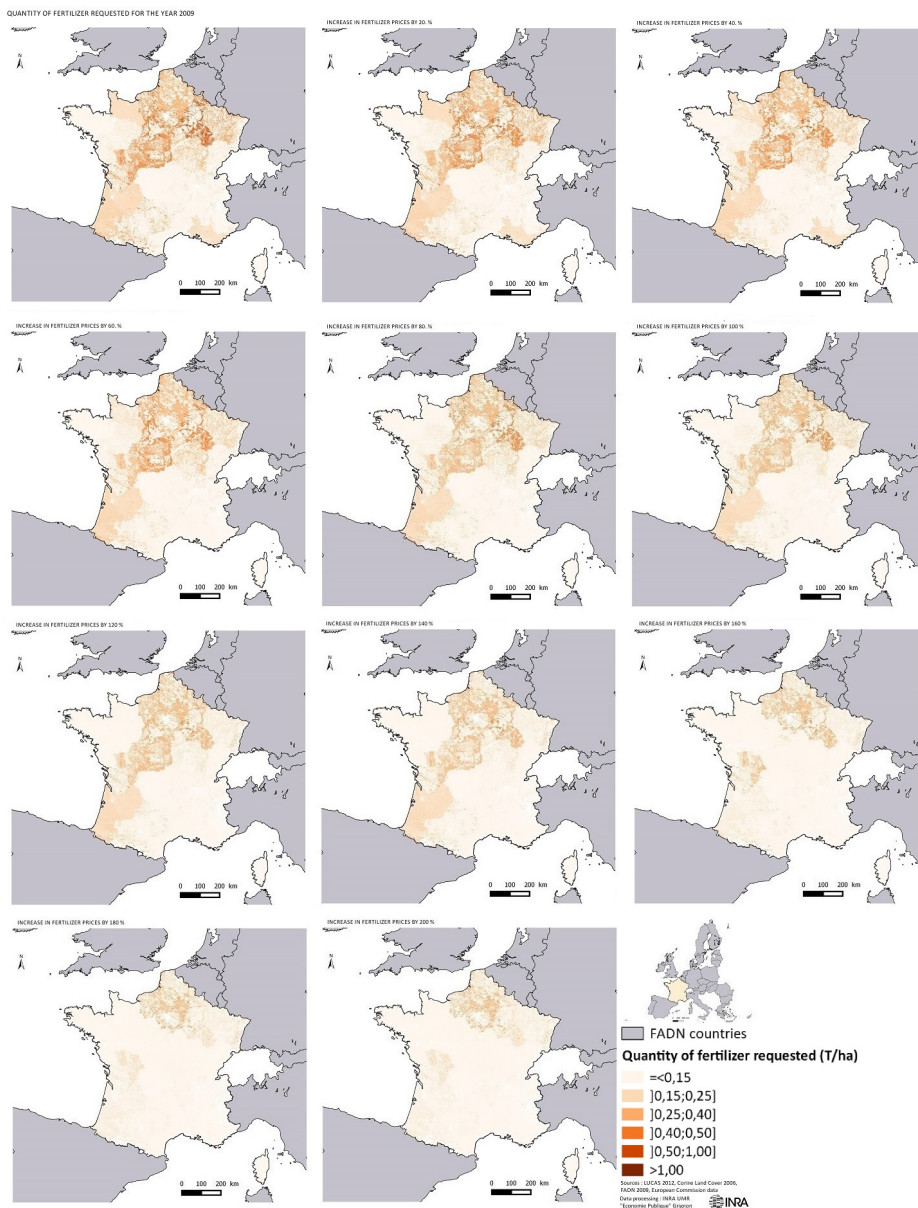 QUANTITY OF FERTILIZER REQUESTED FOR THE YEAR 2009
INCREASE IN FERTILIZER PRICES BY 20. %
INCREASE IN FERTILIZER PRICES BY 40. %
N
N
N
0 100 200 km
0 100 200 km
0 100 200 km
INCREASE IN FERTILIZER PRICES BY 60. %
INCREASE IN FERTILIZER PRICES BY 80. %
INCREASE IN FERTILIZER PRICES BY 100 %
N
N
N
0 100 200 km
0 100 200 km
0 100 200 km
INCREASE IN FERTILIZER PRICES BY 120 %
INCREASE IN FERTILIZER PRICES BY 140 %
INCREASE IN FERTILIZER PRICES BY 160 %
N
N
N
0 100 200 km
0 100 200 km
0 100 200 km
INCREASE IN FERTILIZER PRICES BY 180 %
INCREASE IN FERTILIZER PRICES BY 200 %
N
N
0 100 200 km
0 100 200 km
FADN countries
Quantity of fertilizer requested (T/ha)
=<0,15
]0,15;0,25]
]0,25;0,40]
]0,40;0,50]
]0,50;1,00]
>1,00
Sources : LUCAS 2012, Corine Land Cover 2006,
FADN 2009, European Commission data
Data processing : INRA UMR
"Economie Publique" Grignon
INRA